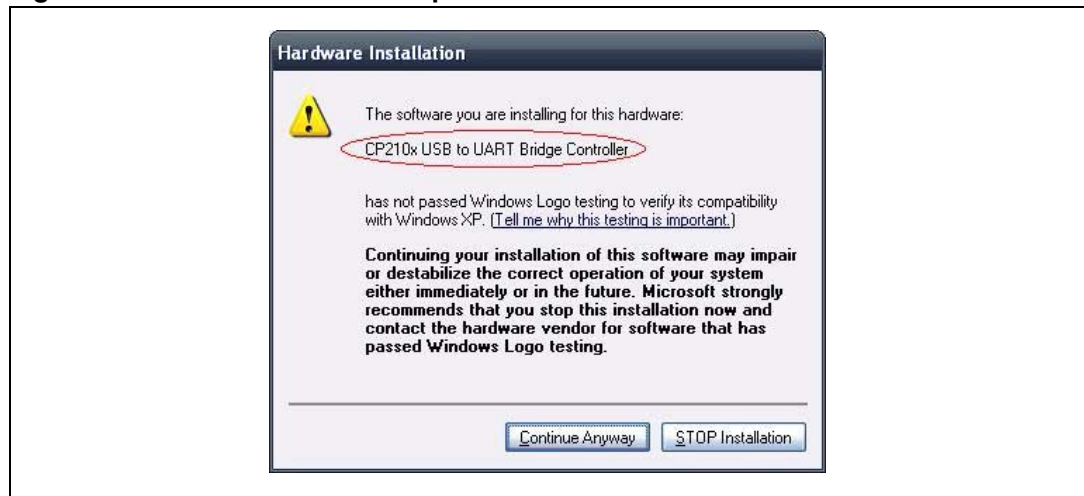 Hardware Installation
The software you are installing for this hardware:
CP210x USB to UART Bridge Controller
has not passed Windows Logo testing to verify its compatibility
with Windows XP. (Tell me why this testing is important.)
Continuing your installation of this software may impair
or destabilize the correct operation of your system
either immediately or in the future. Microsoft strongly
recommends that you stop this installation now and
contact the hardware vendor for software that has
passed Windows Logo testing.
Continue Anyway
STOP Installation